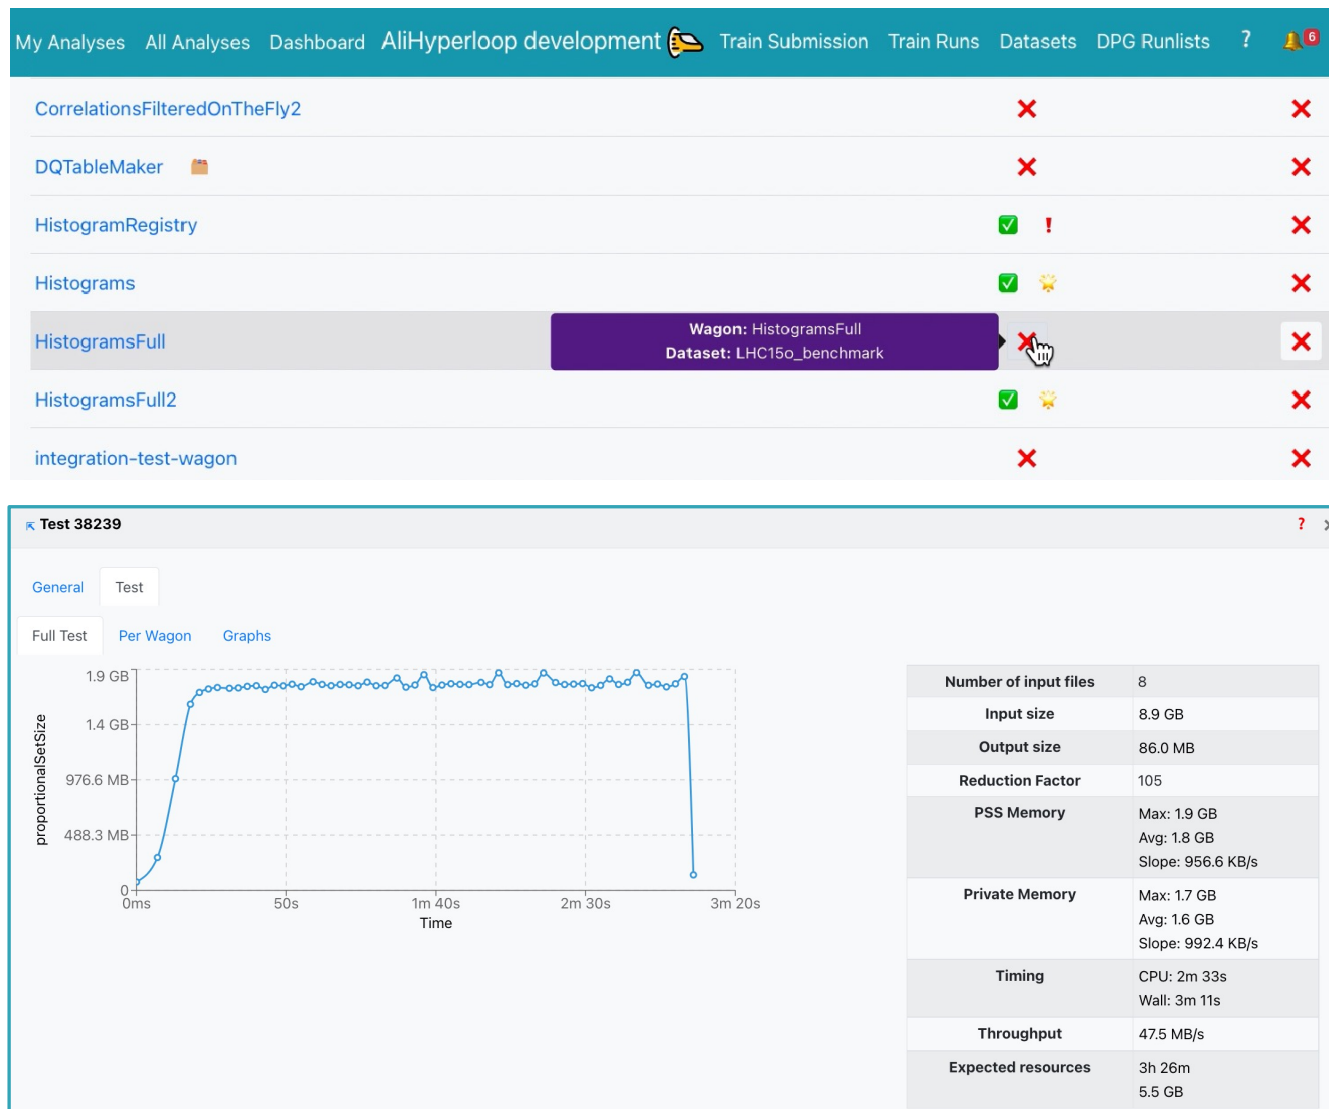 My Analyses All Analyses Dashboard AliHyperloop development Train Submission Train Runs Datasets DPG Runlists ? 6
CorrelationsFilteredOnTheFly2
DQTableMaker
HistogramRegistry
Histograms
HistogramsFull
Wagon: HistogramsFull
Dataset: LHC15o_benchmark
HistogramsFull2
integration-test-wagon
Test 38239 ? x
General Test
Full Test Per Wagon Graphs
proportionalSetSize
1.9 GB
1.4 GB
976.6 MB
488.3 MB
0
0ms 50s 1m 40s 2m 30s 3m 20s
Time
Number of input files 8
Input size 8.9 GB
Output size 86.0 MB
Reduction Factor 105
PSS Memory Max: 1.9 GB
Avg: 1.8 GB
Slope: 956.6 KB/s
Private Memory Max: 1.7 GB
Avg: 1.6 GB
Slope: 992.4 KB/s
Timing CPU: 2m 33s
Wall: 3m 11s
Throughput 47.5 MB/s
Expected resources 3h 26m
5.5 GB